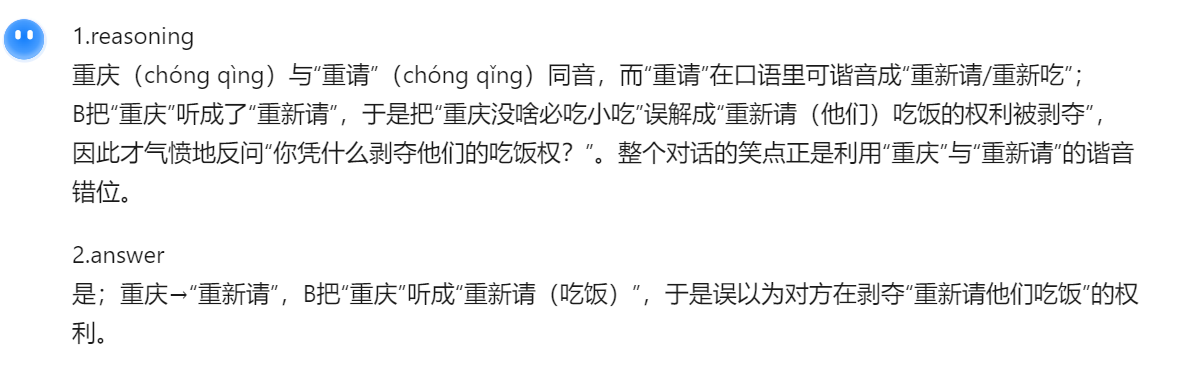 1.reasoning
重庆（chóng qìng）与“重请”（chóng qǐng）同音，而“重请”在口语里可谐音成“重新请/重新吃”；
B把“重庆”听成了“重新请”，于是把“重庆没啥必吃小吃”误解成“重新请（他们）吃饭的权利被剥夺”，
因此才气愤地反问“你凭什么剥夺他们的吃饭权？”。整个对话的笑点正是利用“重庆”与“重新请”的谐音
错位。
2.answer
是；重庆→“重新请”，B把“重庆”听成“重新请（吃饭）”，于是误以为对方在剥夺“重新请他们吃饭”的权
利。